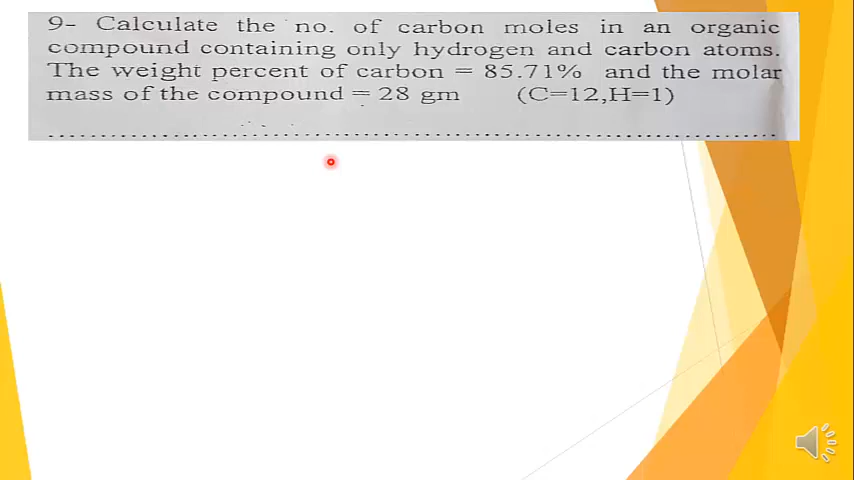 9- Calculate the no. of carbon moles in an organic
compound containing only hydrogen and carbon atoms.
The weight percent of carbon = 85.71% and the molar
mass of the compound = 28 gm (C=12,H=1)